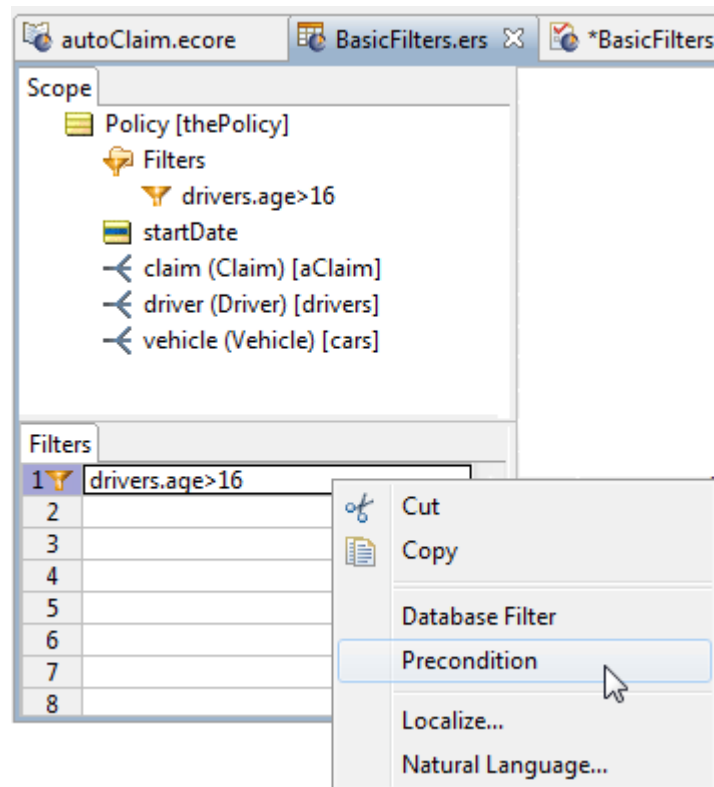 autoClaim.ecore BasicFilters.ers *BasicFilters
Scope
Policy [thePolicy]
Filters
drivers.age>16
startDate
claim (Claim) [aClaim]
driver (Driver) [drivers]
vehicle (Vehicle) [cars]
Filters
1 drivers.age>16
2
3
4
5
6
7
8
Cut
Copy
Database Filter
Precondition
Localize...
Natural Language...